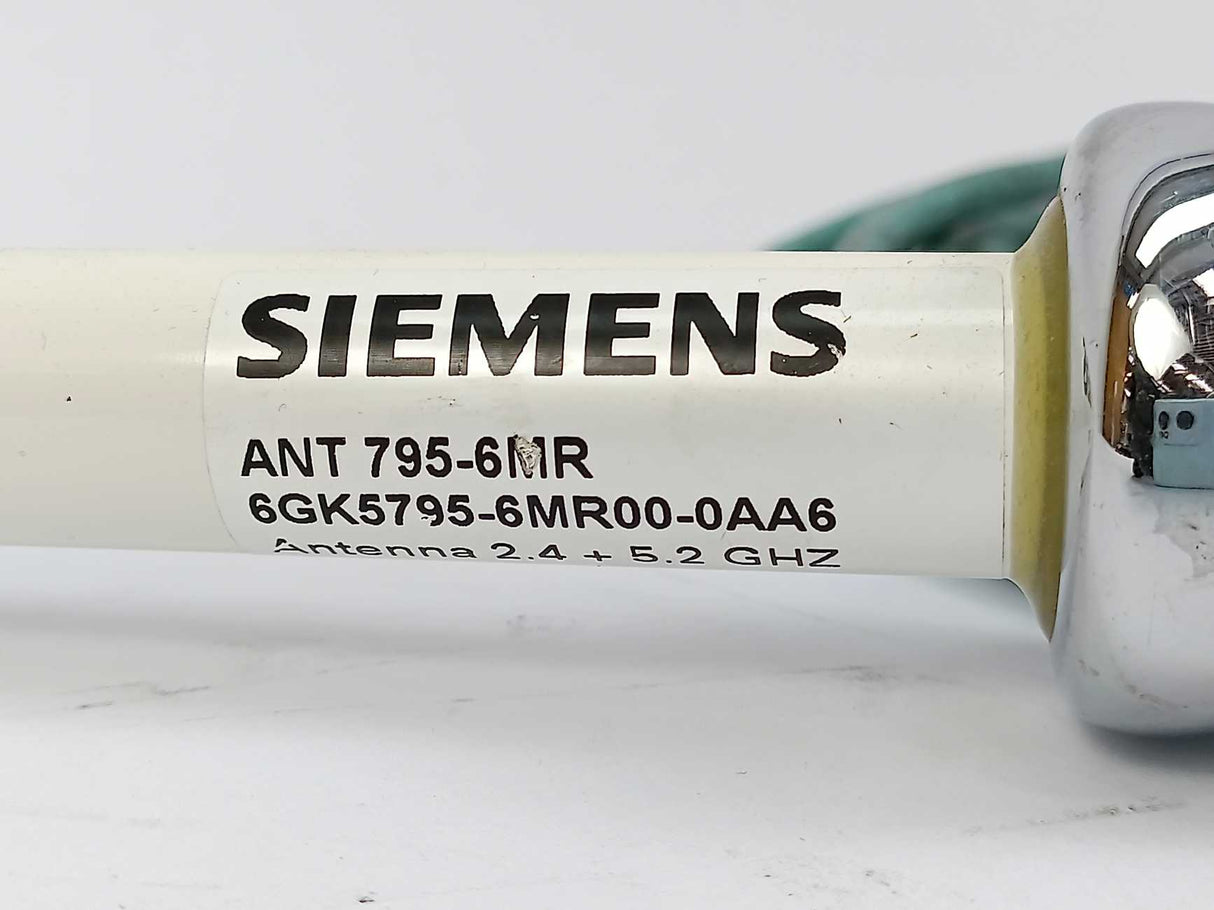 SIEMENS
ANT 795-6MR
6GK5795-6MR00-0AA6
Antenna 2.4 + 5.2 GHZ